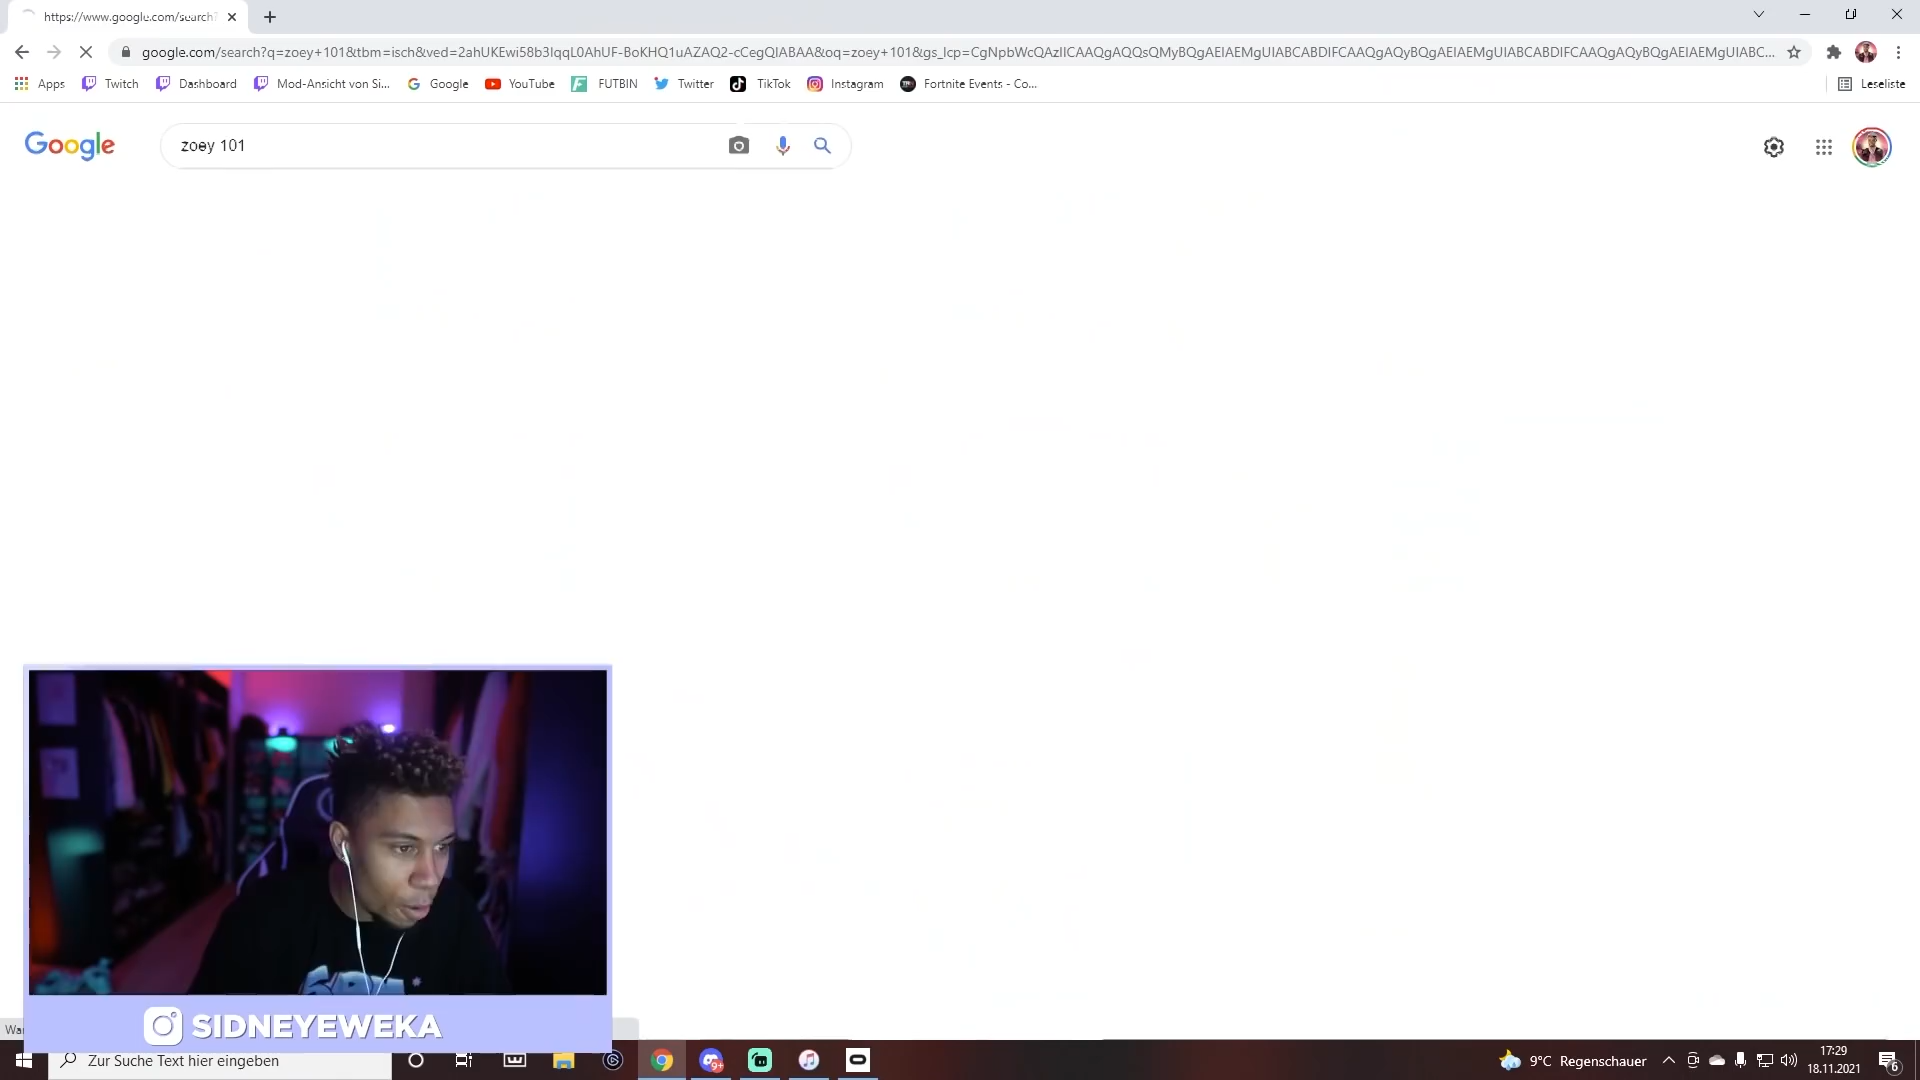 https://www.google.com/search?
google.com/search?q=zoey+101&tbm=isch&ved=2ahUKEwi58b3IqqL0AhUF-BoKHQ1uAZAQ2-cCegQIABAA&oq=zoey+101&gs_lcp=CgNpbWcQAzIICAAQgAQQsQMyBQgAEIAEMgUIABCABDIFCAAQgAQyBQgAEIAEMgUIABCABDIFCAAQgAQyBQgAEIAEMgUIABC...
Apps Twitch Dashboard Mod-Ansicht von Si... Google YouTube FUTBIN Twitter TikTok Instagram Fortnite Events - Co... Leseliste
Google
zoey 101
SIDNEYEWEKA
Zur Suche Text hier eingeben
9+
9°C Regenschauer
17:29
18.11.2021
6